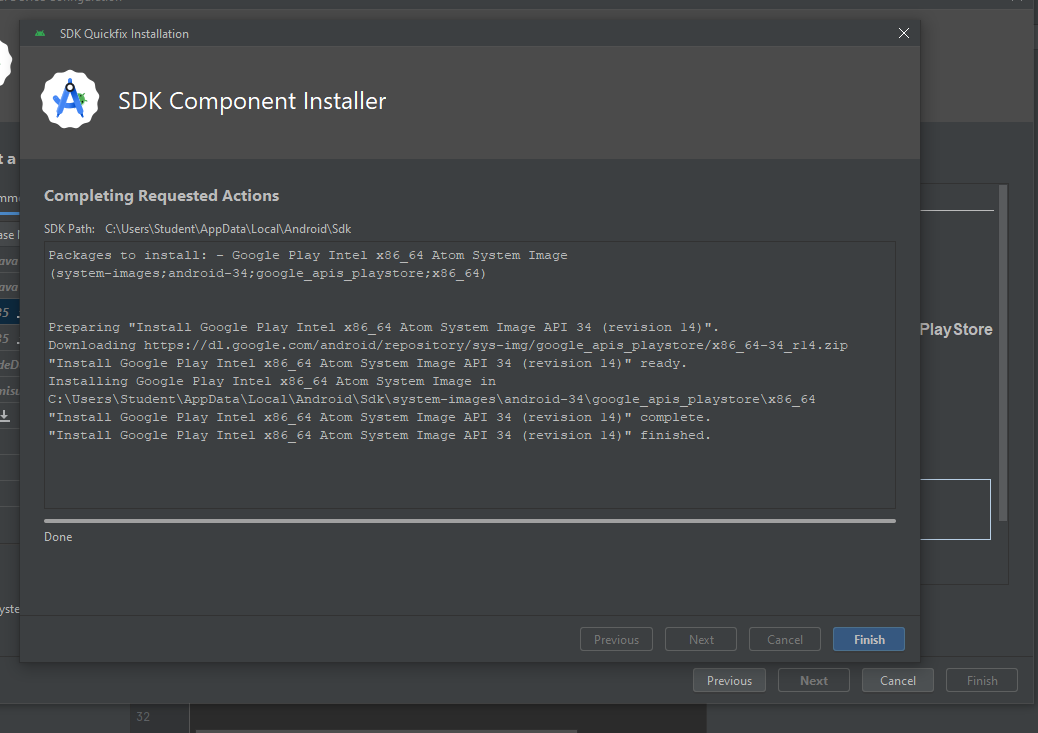 SDK Quickfix Installation
SDK Component Installer
Completing Requested Actions
SDK Path: C:\Users\Student\AppData\Local\Android\Sdk
Packages to install: - Google Play Intel x86_64 Atom System Image
(system-images;android-34;google_apis_playstore;x86_64)
Preparing "Install Google Play Intel x86_64 Atom System Image API 34 (revision 14)".
Downloading https://dl.google.com/android/repository/sys-img/google_apis_playstore/x86_64-34_r14.zip
"Install Google Play Intel x86_64 Atom System Image API 34 (revision 14)" ready.
Installing Google Play Intel x86_64 Atom System Image in
C:\Users\Student\AppData\Local\Android\Sdk\system-images\android-34\google_apis_playstore\x86_64
"Install Google Play Intel x86_64 Atom System Image API 34 (revision 14)" complete.
"Install Google Play Intel x86_64 Atom System Image API 34 (revision 14)" finished.
Done
Previous Next Cancel Finish
PlayStore
Previous Next Cancel Finish
32